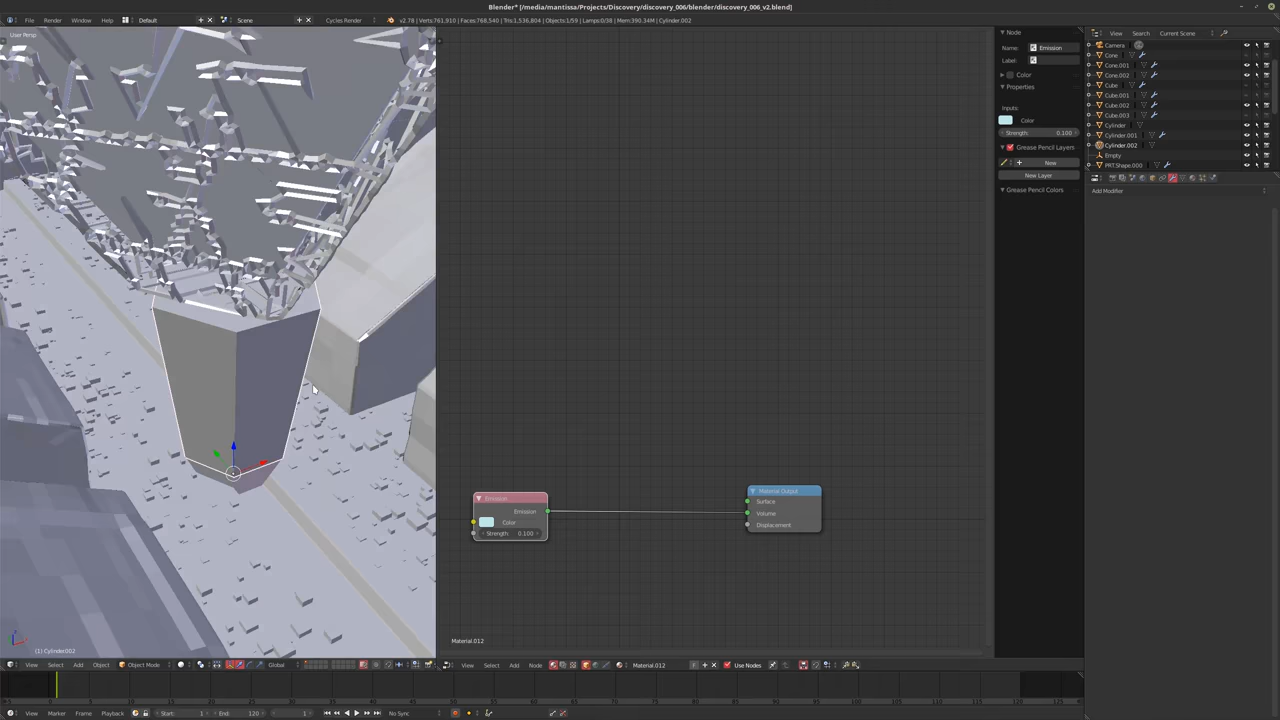 Blender* [/media/mantissa/Projects/Discovery/discovery_006/blender/discovery_006_v2.blend]
File Render Window Help Default Scene Cycles Render v2.78 | Verts:761,910 | Faces:768,540 | Tris:1,536,804 | Objects:1/59 | Lamps:0/38 | Mem:390.34M | Cylinder.002
User Persp
Node
Name: Emission
Label:
Color
Properties
Inputs:
Color
Strength: 0.100
Grease Pencil Layers
New
New Layer
Grease Pencil Colors
View Search Current Scene
Camera
Cone
Cone.001
Cone.002
Cube
Cube.001
Cube.002
Cube.003
Cylinder
Cylinder.001
Cylinder.002
Empty
PRT.Shape.000
Add Modifier
Emission
Emission
Color
Strength: 0.100
Material Output
Surface
Volume
Displacement
Material.012
(1) Cylinder.002
View Select Add Object Object Mode Global
View Select Add Node Material.012 F Use Nodes
View Marker Frame Playback Start: 1 End: 120 1 No Sync